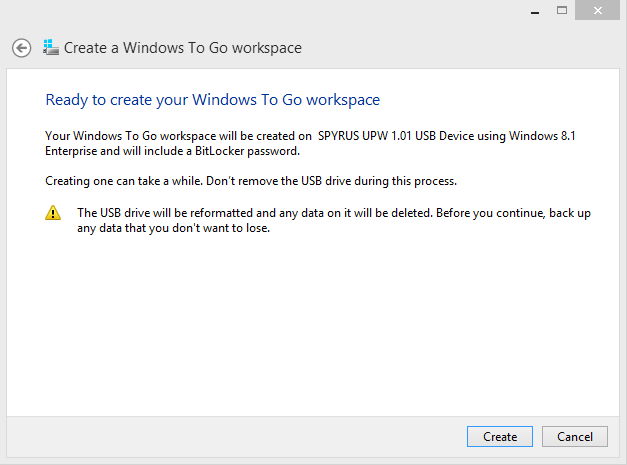 Create a Windows To Go workspace
Ready to create your Windows To Go workspace
Your Windows To Go workspace will be created on  SPYRUS UPW 1.01 USB Device using Windows 8.1
Enterprise and will include a BitLocker password.
Creating one can take a while. Don't remove the USB drive during this process.
The USB drive will be reformatted and any data on it will be deleted. Before you continue, back up
any data that you don't want to lose.
Create
Cancel